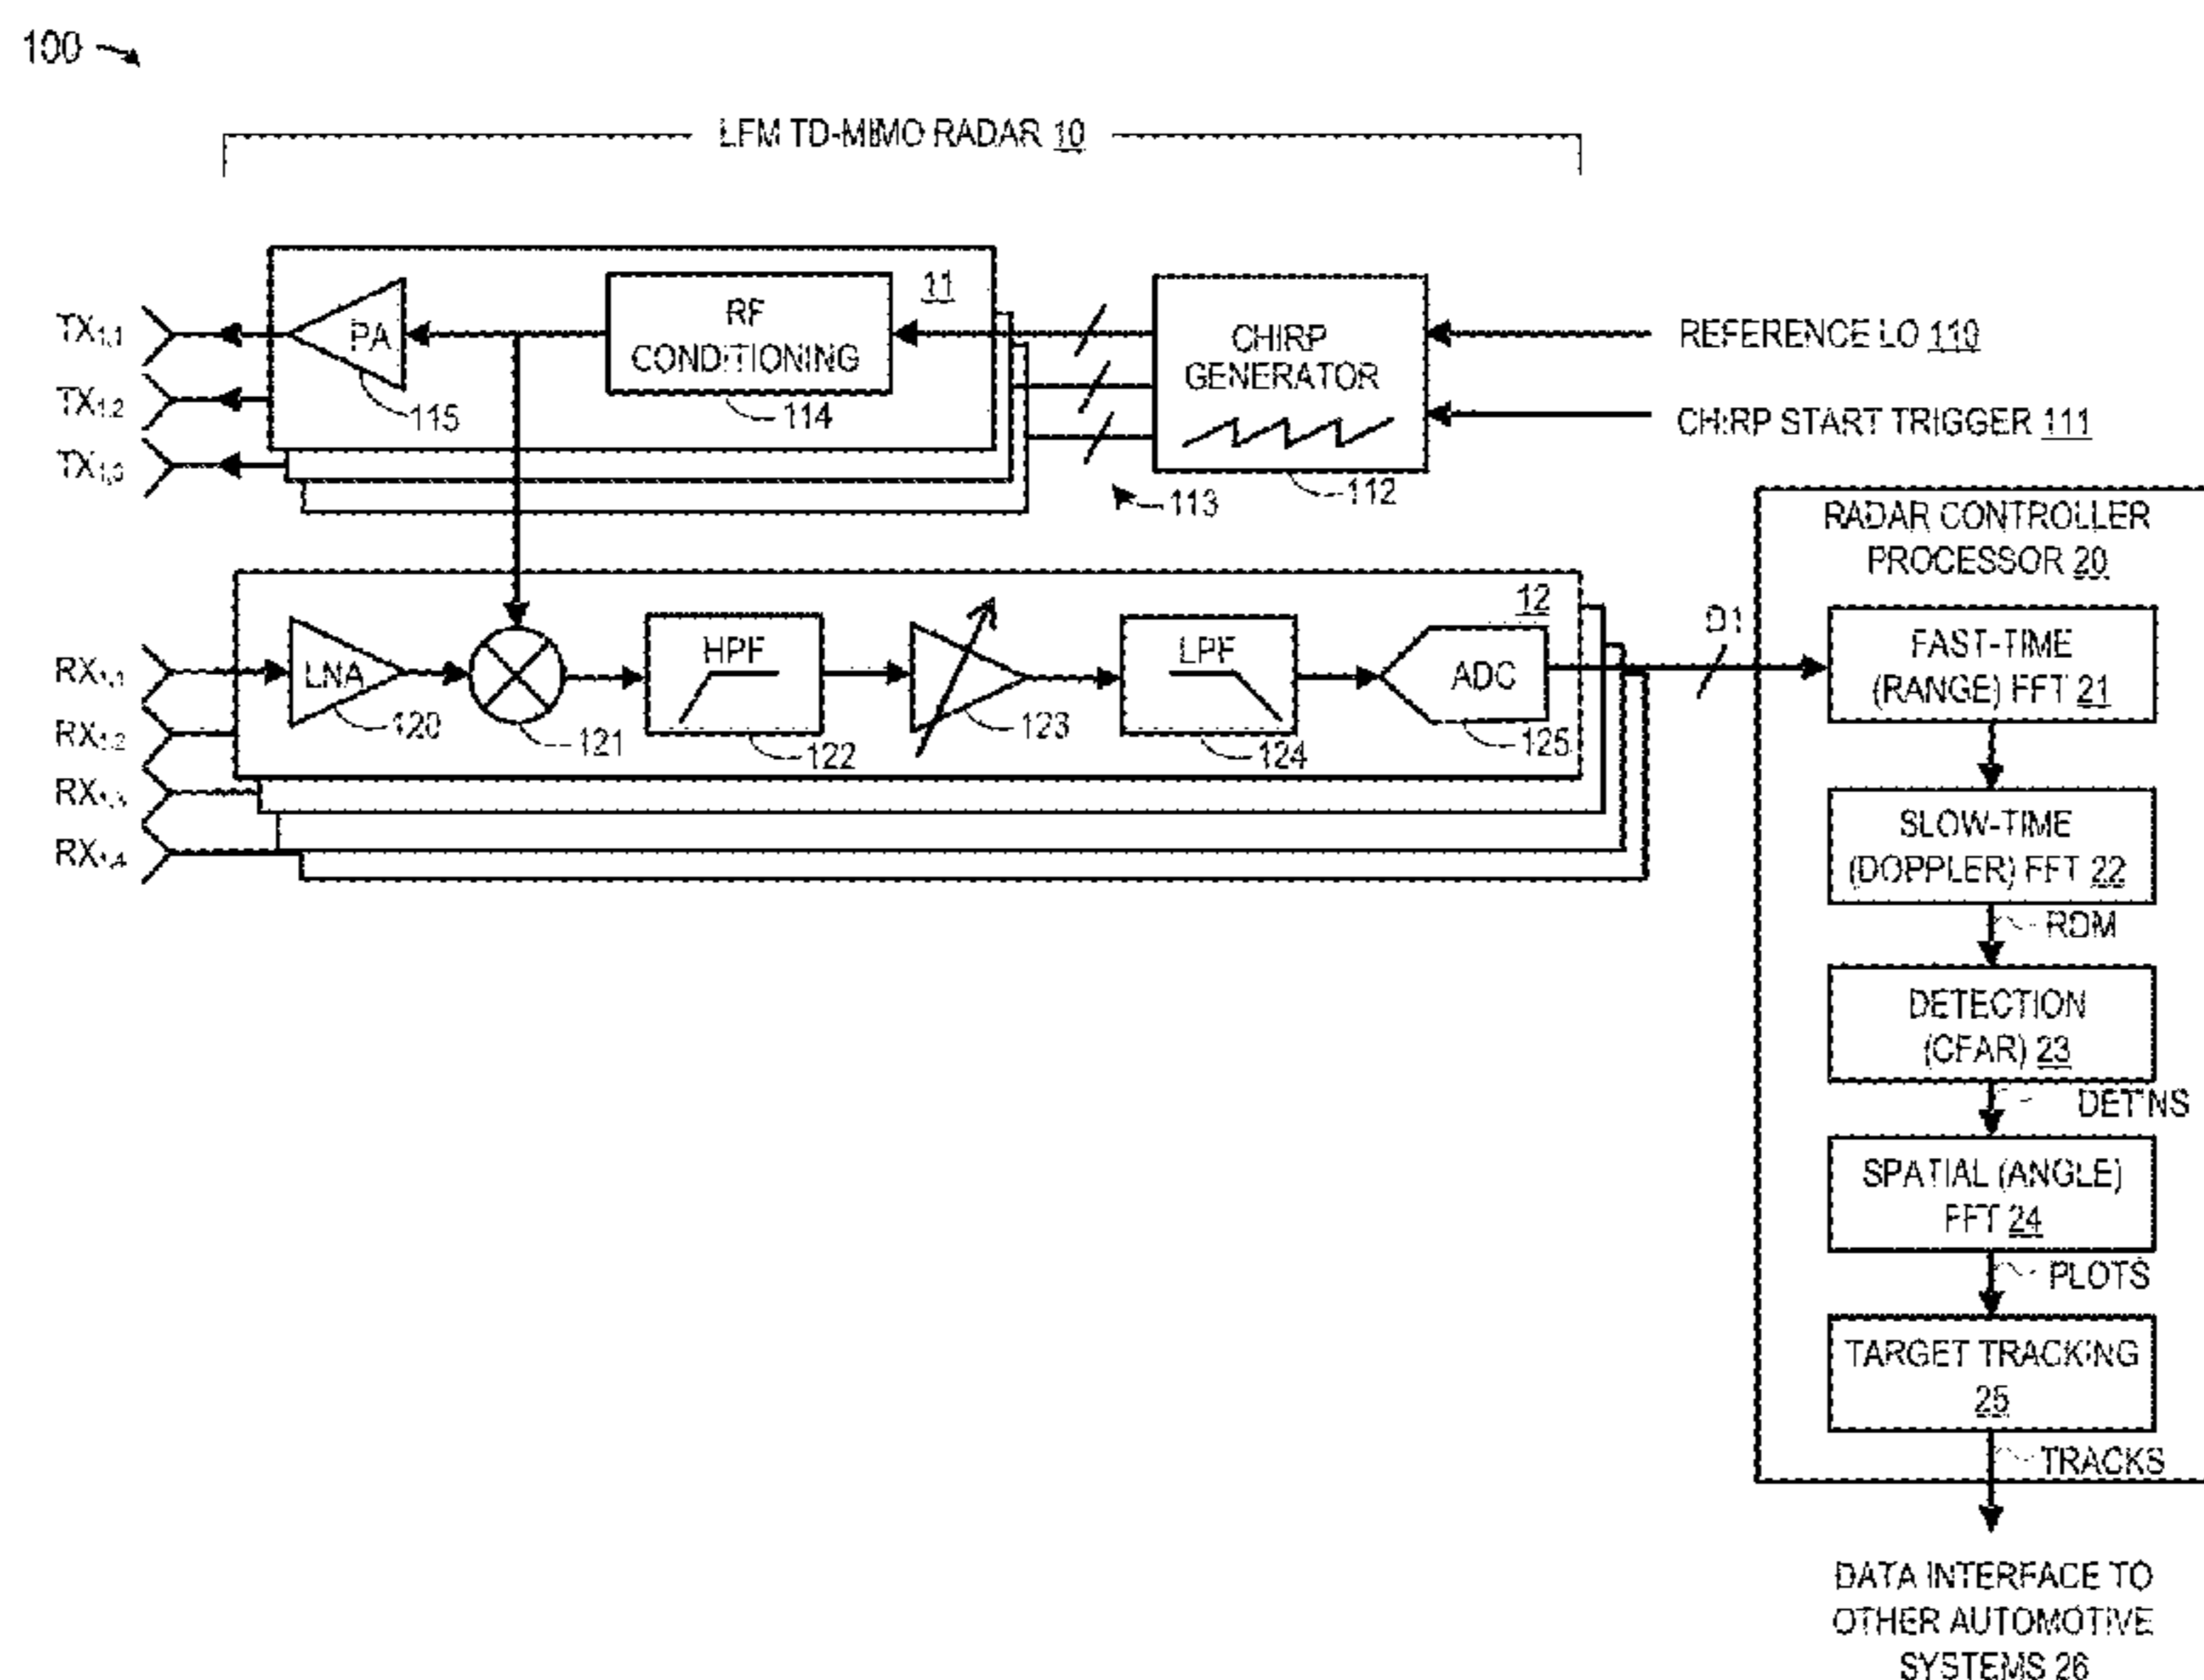 100
LFM TD-MIMO RADAR 10
11
TX1,1
PA
RF
CONDITIONING
CHIRP
GENERATOR
REFERENCE LO 110
TX1,2
115
114
CHIRP START TRIGGER 111
TX1,3
113
112
RADAR CONTROLLER
PROCESSOR 20
12
D1
RX1,1
LNA
HPF
LPF
ADC
FAST-TIME
(RANGE) FFT 21
RX1,2
120
121
122
123
124
125
RX1,3
RX1,4
SLOW-TIME
(DOPPLER) FFT 22
RDM
DETECTION
(CFAR) 23
DET'NS
SPATIAL (ANGLE)
FFT 24
PLOTS
TARGET TRACKING
25
TRACKS
DATA INTERFACE TO
OTHER AUTOMOTIVE
SYSTEMS 26